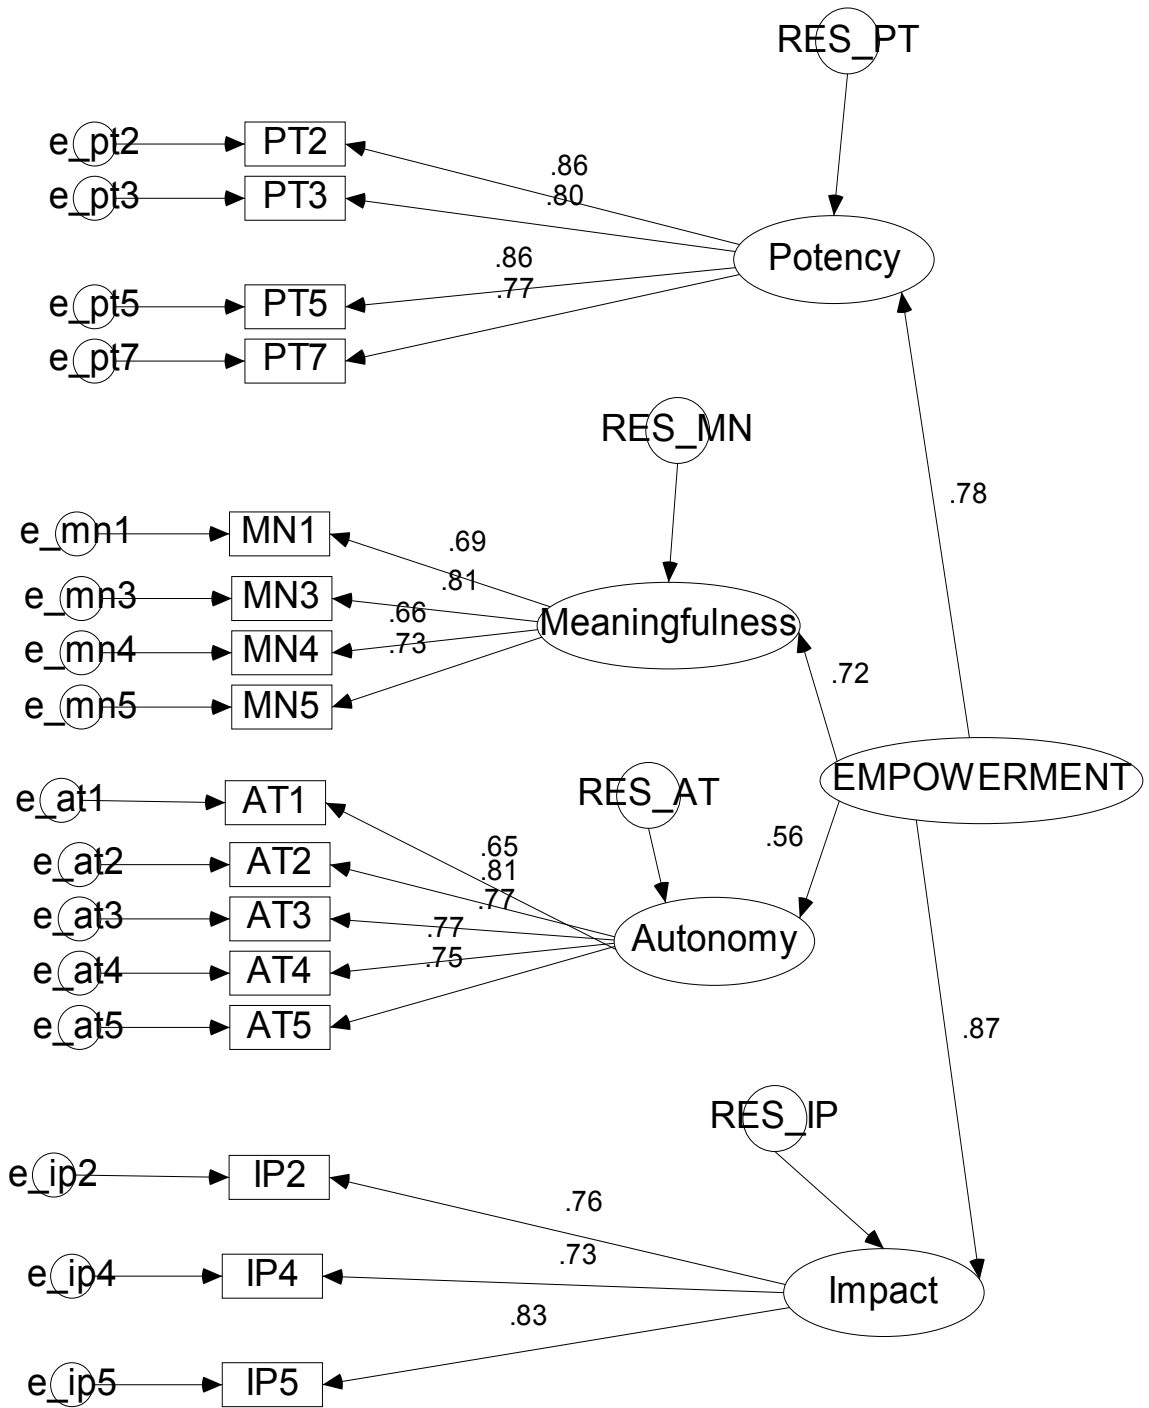 RES_PT
e_pt2
PT2
.86
e_pt3
PT3
.80
Potency
e_pt5
PT5
.86
e_pt7
PT7
.77
RES_MN
.78
e_mn1
MN1
.69
e_mn3
MN3
.81
Meaningfulness
e_mn4
MN4
.66
e_mn5
MN5
.73
.72
EMPOWERMENT
RES_AT
e_at1
AT1
.65
.56
e_at2
AT2
.81
e_at3
AT3
.77
Autonomy
e_at4
AT4
.77
e_at5
AT5
.75
.87
RES_IP
e_ip2
IP2
.76
e_ip4
IP4
.73
Impact
e_ip5
IP5
.83